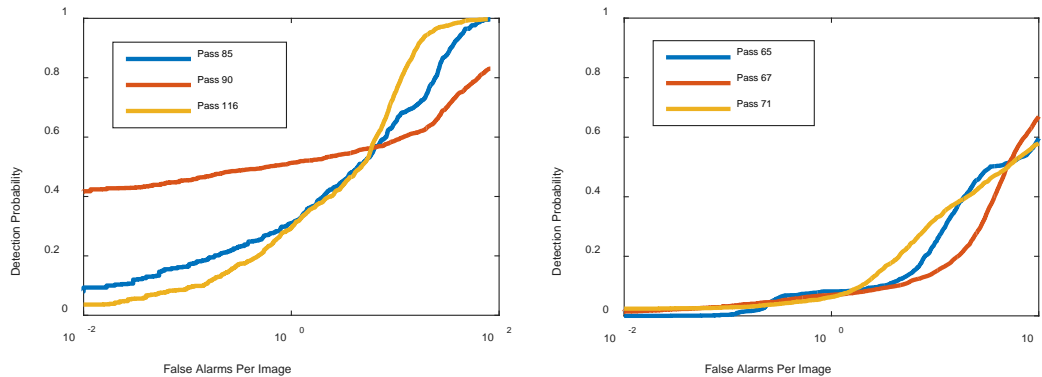 1
0.8
0.6
0.4
0.2
0
Detection Probability
Pass 85
Pass 90
Pass 116
10^-2
10^0
10^2
False Alarms Per Image
1
0.8
0.6
0.4
0.2
0
Detection Probability
Pass 65
Pass 67
Pass 71
10^-2
10^0
10
False Alarms Per Image